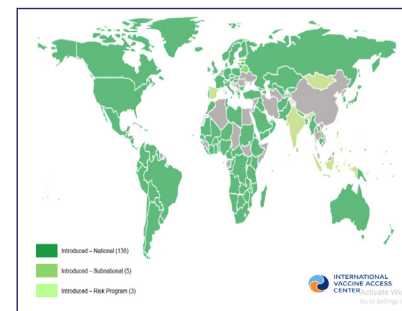 Introduced – National (138)
Introduced – Subnational (5)
Introduced – Risk Program (3)
INTERNATIONAL
VACCINE ACCESS
CENTER
Activate Wi
Go to Settings t